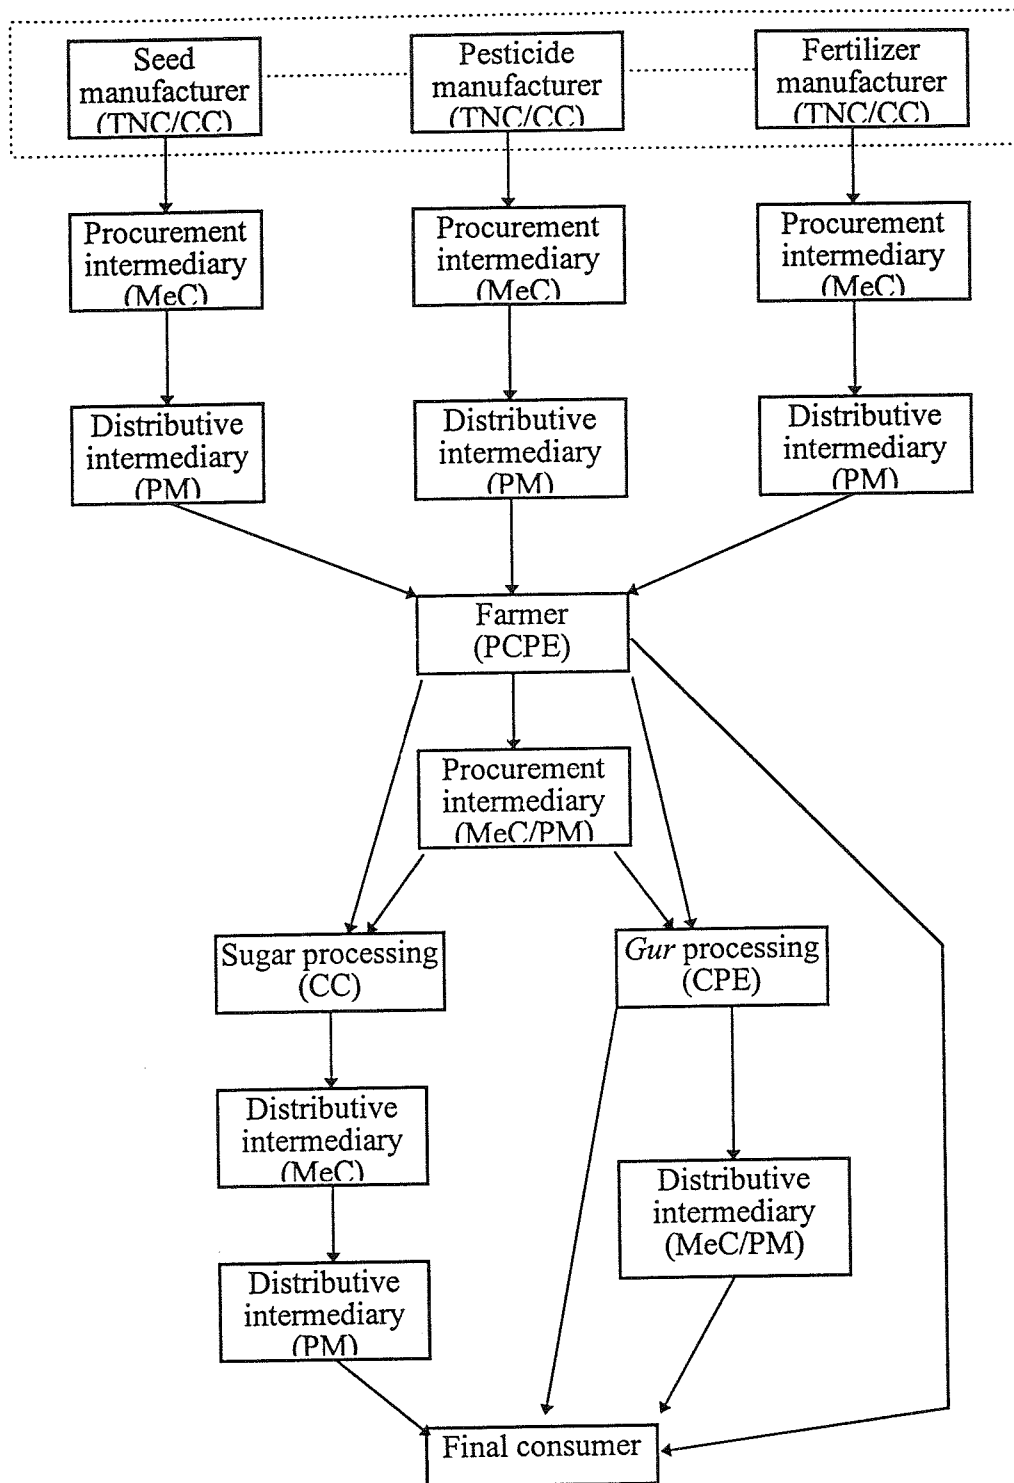 Seed
manufacturer
(TNC/CC)
Pesticide
manufacturer
(TNC/CC)
Fertilizer
manufacturer
(TNC/CC)
Procurement
intermediary
(MeC)
Procurement
intermediary
(MeC)
Procurement
intermediary
(MeC)
Distributive
intermediary
(PM)
Distributive
intermediary
(PM)
Distributive
intermediary
(PM)
Farmer
(PCPE)
Procurement
intermediary
(MeC/PM)
Sugar processing
(CC)
Gur processing
(CPE)
Distributive
intermediary
(MeC)
Distributive
intermediary
(MeC/PM)
Distributive
intermediary
(PM)
Final consumer